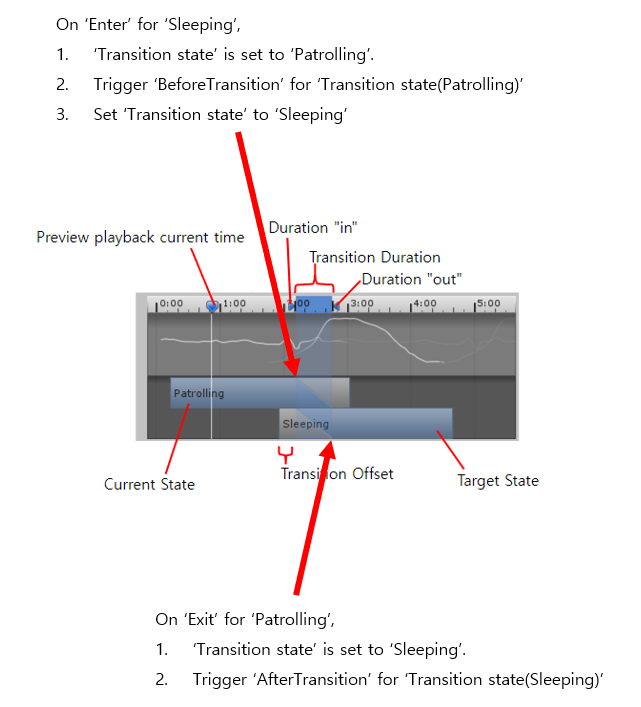 On ‘Enter’ for ‘Sleeping’,
1. ‘Transition state’ is set to ‘Patrolling’.
2. Trigger ‘BeforeTransition’ for ‘Transition state(Patrolling)’
3. Set ‘Transition state’ to ‘Sleeping’
Duration "in"
Preview playback current time
Transition Duration
Duration "out"
0:00 1:00 2:00 3:00 4:00 5:00
Patrolling
Sleeping
Transition Offset
Current State
Target State
On ‘Exit’ for ‘Patrolling’,
1. ‘Transition state’ is set to ‘Sleeping’.
2. Trigger ‘AfterTransition’ for ‘Transition state(Sleeping)’